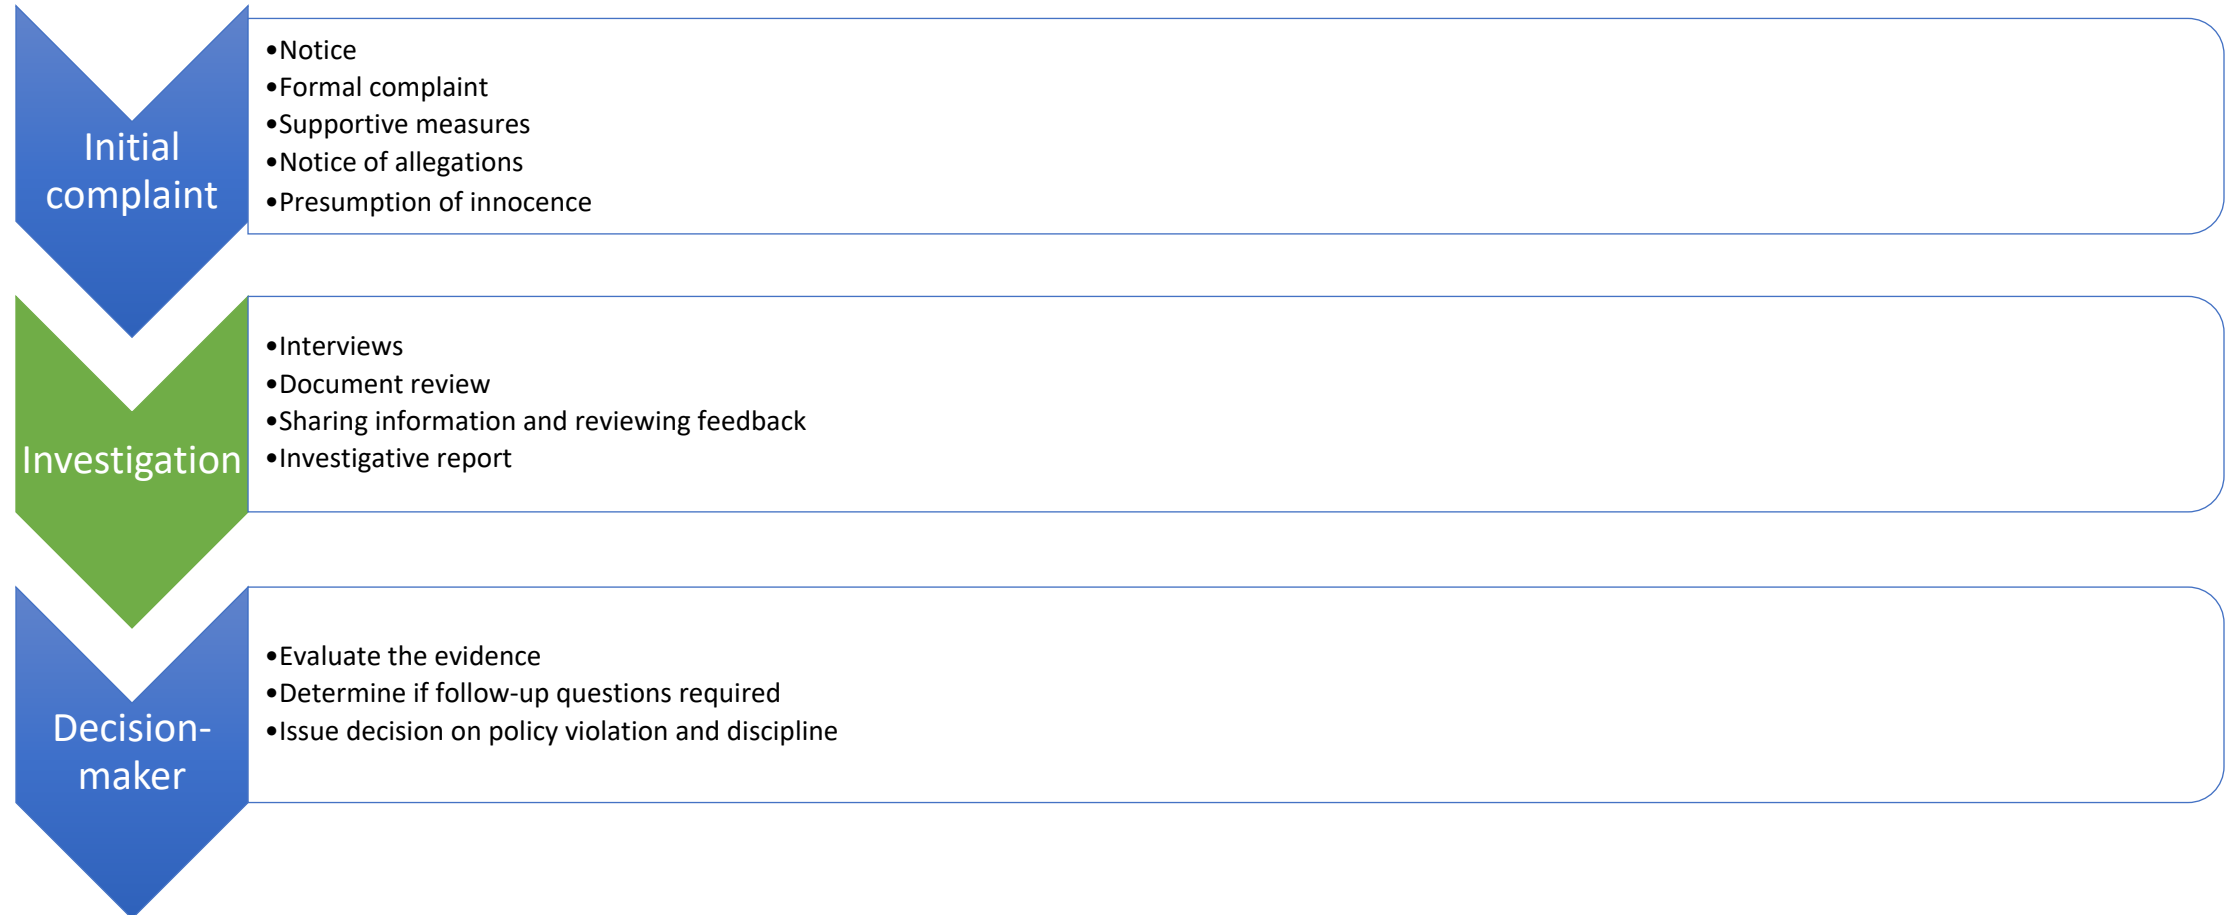 Initial
complaint
•Notice
•Formal complaint
•Supportive measures
•Notice of allegations
•Presumption of innocence
Investigation
•Interviews
•Document review
•Sharing information and reviewing feedback
•Investigative report
Decision-
maker
•Evaluate the evidence
•Determine if follow-up questions required
•Issue decision on policy violation and discipline